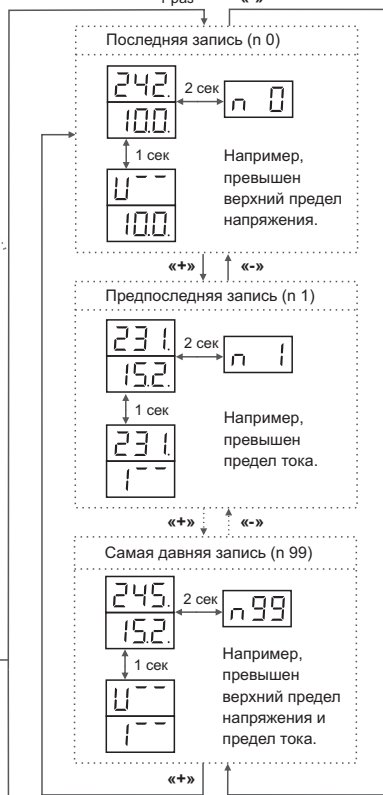 «-»
Последняя запись (n 0)
242.
10.0.
2 сек
n 0
1 сек
U¯¯
10.0.
Например,
превышен
верхний предел
напряжения.
«+»
«-»
Предпоследняя запись (n 1)
231.
15.2.
2 сек
n 1
1 сек
231.
I¯¯
Например,
превышен
предел тока.
«+»
«-»
Самая давняя запись (n 99)
245.
15.2.
2 сек
n99
1 сек
U¯¯
I¯¯
Например,
превышен
верхний предел
напряжения и
предел тока.
«+»